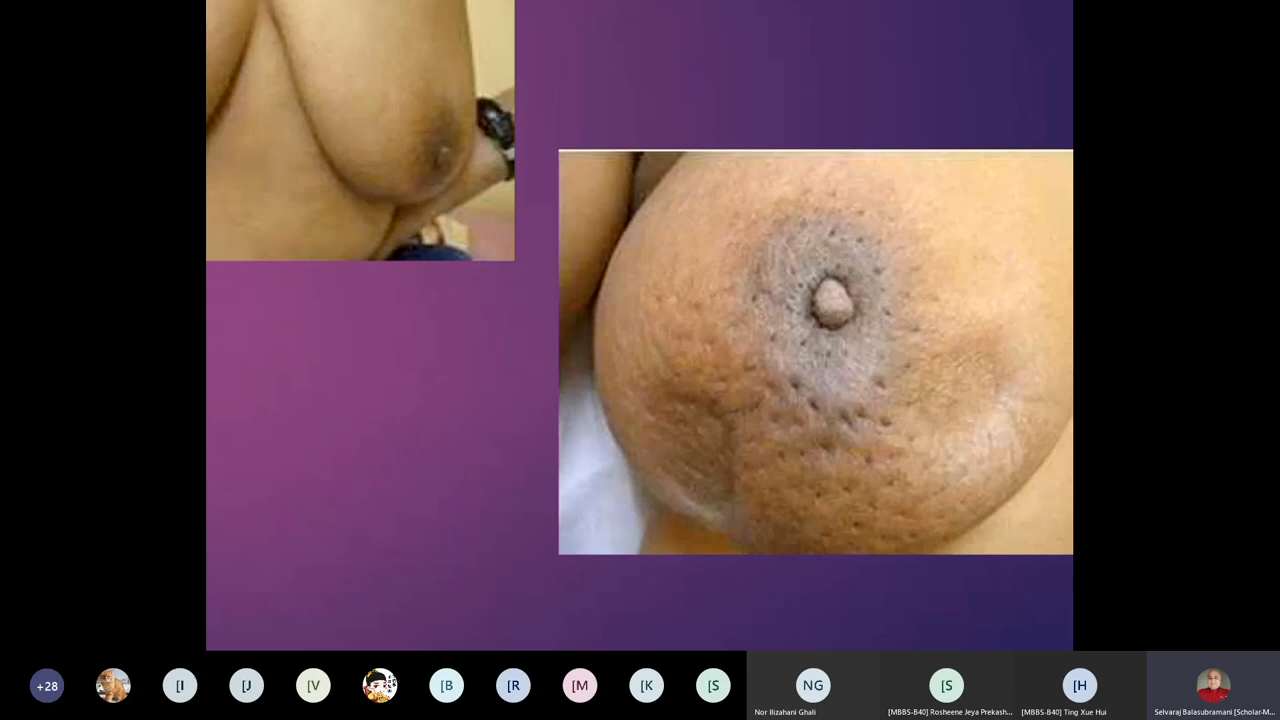 +28
[I
[J
[V
[B
[R
[M
[K
[S
NG
[S
[H
Nor Ilizahani Ghali
[MBBS-B40] Rosheene Jeya Prekash...
[MBBS-B40] Ting Xue Hui
Selvaraj Balasubramani [Scholar-M...